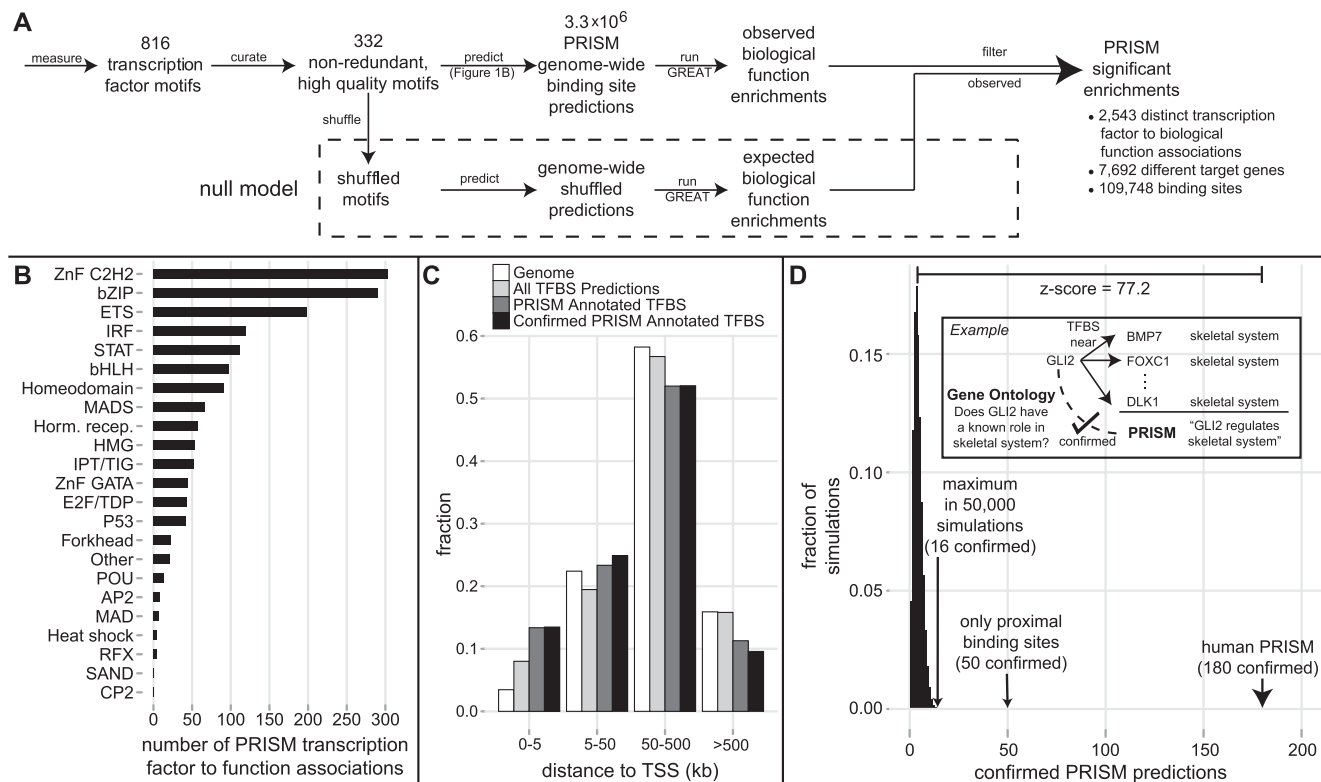 A
measure
816
transcription
factor motifs
curate
332
non-redundant,
high quality motifs
predict
(Figure 1B)
3.3×10⁶
PRISM
genome-wide
binding site
predictions
run
GREAT
observed
biological
function
enrichments
filter
observed
PRISM
significant
enrichments
• 2,543 distinct transcription
factor to biological
function associations
• 7,692 different target genes
• 109,748 binding sites
shuffle
null model
shuffled
motifs
predict
genome-wide
shuffled
predictions
run
GREAT
expected
biological
function
enrichments
B
ZnF C2H2
bZIP
ETS
IRF
STAT
bHLH
Homeodomain
MADS
Horm. recep.
HMG
IPT/TIG
ZnF GATA
E2F/TDP
P53
Forkhead
Other
POU
AP2
MAD
Heat shock
RFX
SAND
CP2
0 50 100 150 200 250 300
number of PRISM transcription
factor to function associations
C
Genome
All TFBS Predictions
PRISM Annotated TFBS
Confirmed PRISM Annotated TFBS
fraction
0.6
0.5
0.4
0.3
0.2
0.1
0.0
0-5 5-50 50-500 >500
distance to TSS (kb)
D
z-score = 77.2
Example
TFBS
near
GLI2
BMP7 skeletal system
FOXC1 skeletal system
DLK1 skeletal system
Gene Ontology
Does GLI2 have
a known role in
skeletal system?
confirmed
PRISM
"GLI2 regulates
skeletal system"
maximum
in 50,000
simulations
(16 confirmed)
only proximal
binding sites
(50 confirmed)
human PRISM
(180 confirmed)
fraction of
simulations
0.15
0.10
0.05
0.00
0 50 100 150 200
confirmed PRISM predictions